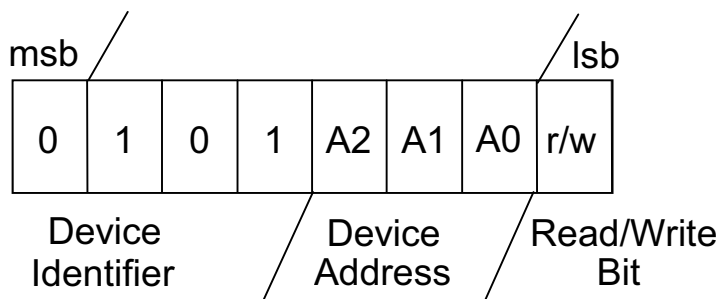 msb lsb
0 1 0 1 A2 A1 A0 r/w
Device Device Read/Write
Identifier Address Bit